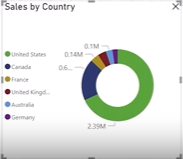 Sales by Country
0.1M
0.14M
United States
Canada
0.6...
France
United Kingd...
Australia
Germany
2.39M